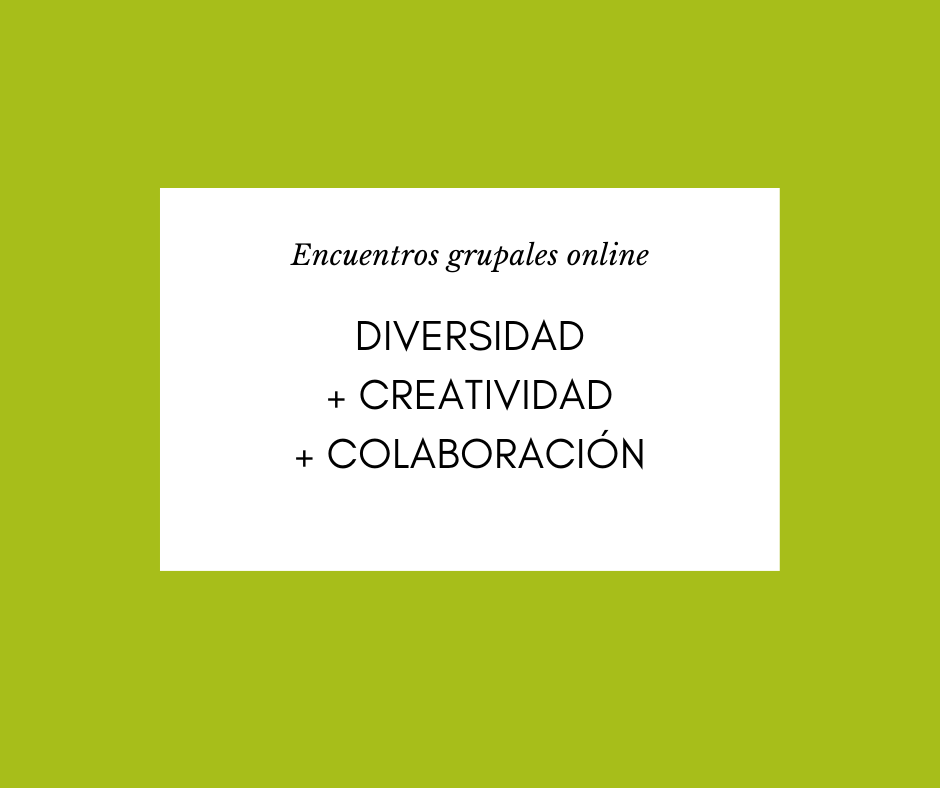 Encuentros grupales online
DIVERSIDAD
+ CREATIVIDAD
+ COLABORACIÓN